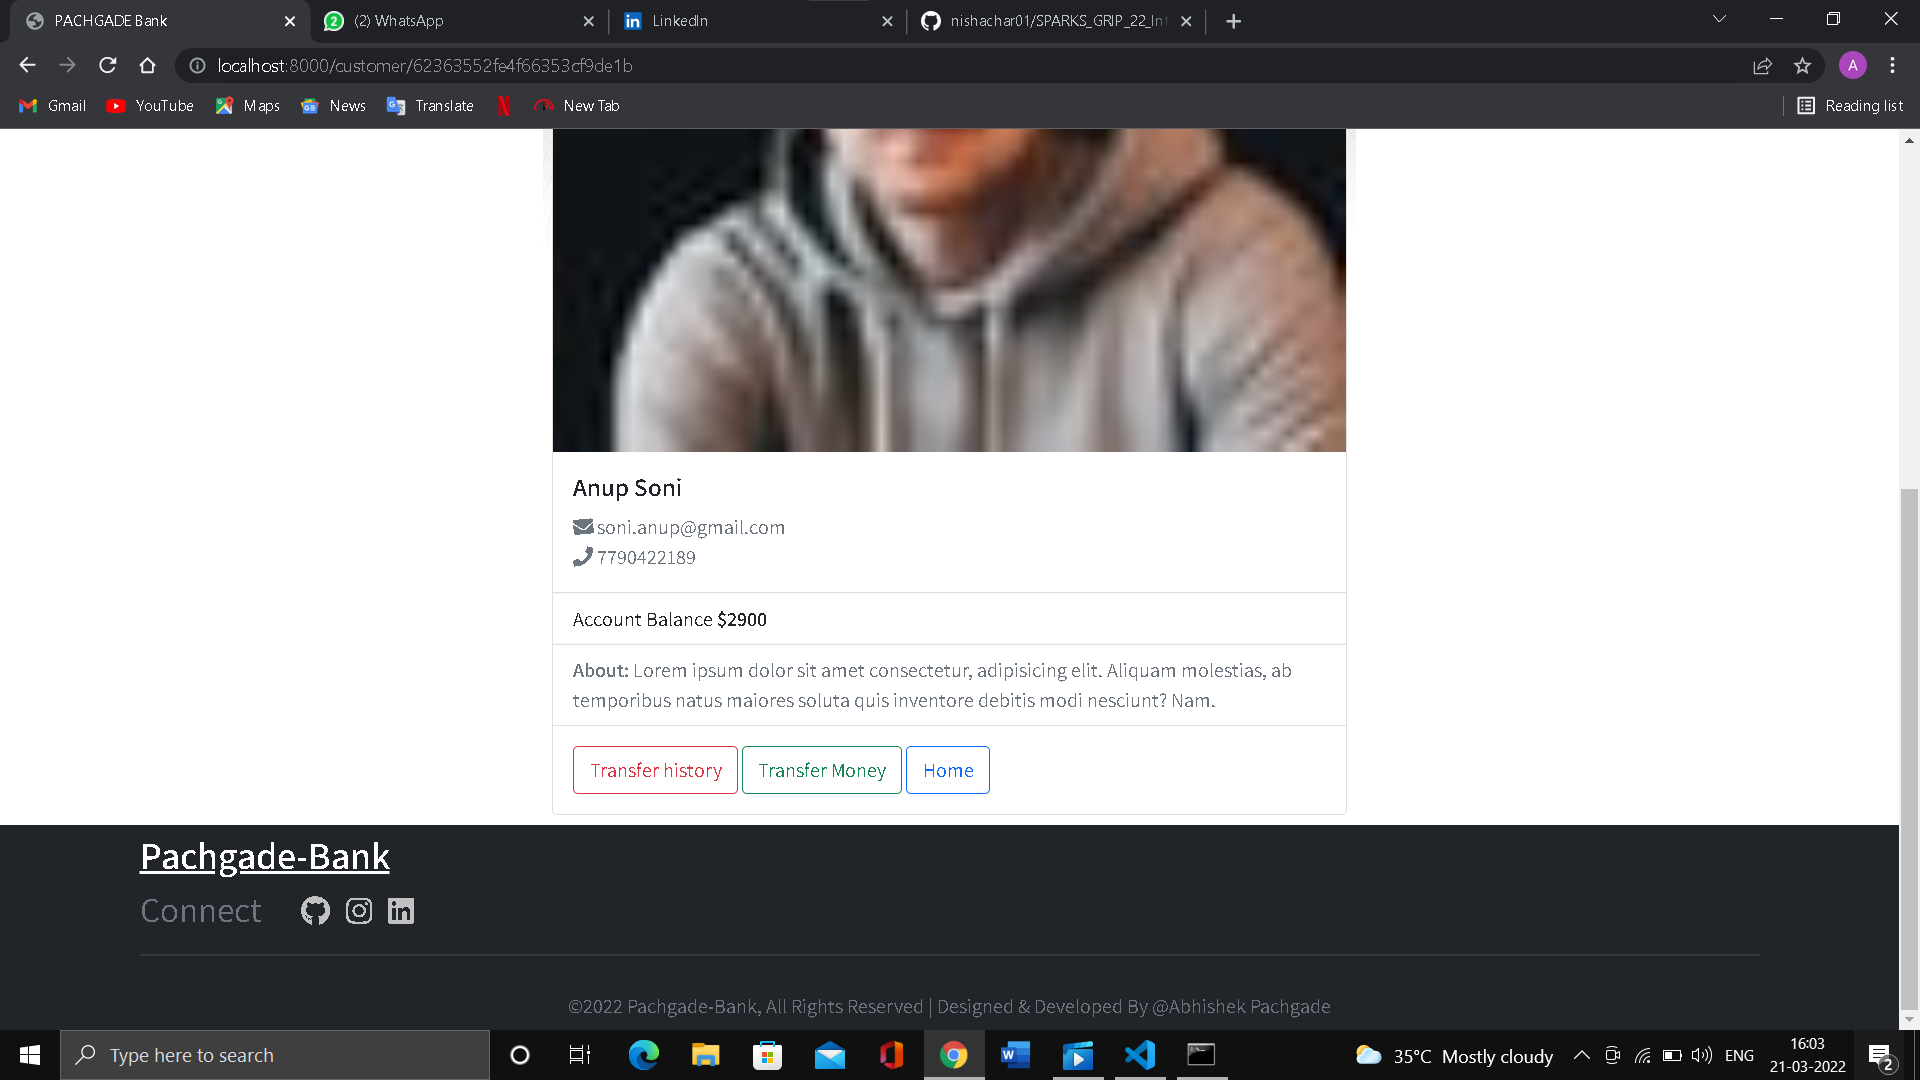 PACHGADE Bank
(2) WhatsApp
LinkedIn
nishachar01/SPARKS_GRIP_22_Int
localhost:8000/customer/62363552fe4f66353cf9de1b
A
Gmail
YouTube
Maps
News
Translate
New Tab
Reading list
Anup Soni
soni.anup@gmail.com
7790422189
Account Balance $2900
About: Lorem ipsum dolor sit amet consectetur, adipisicing elit. Aliquam molestias, ab
temporibus natus maiores soluta quis inventore debitis modi nesciunt? Nam.
Transfer history
Transfer Money
Home
Pachgade-Bank
Connect
©2022 Pachgade-Bank, All Rights Reserved | Designed & Developed By @Abhishek Pachgade
Type here to search
35°C Mostly cloudy
ENG
16:03
21-03-2022
2